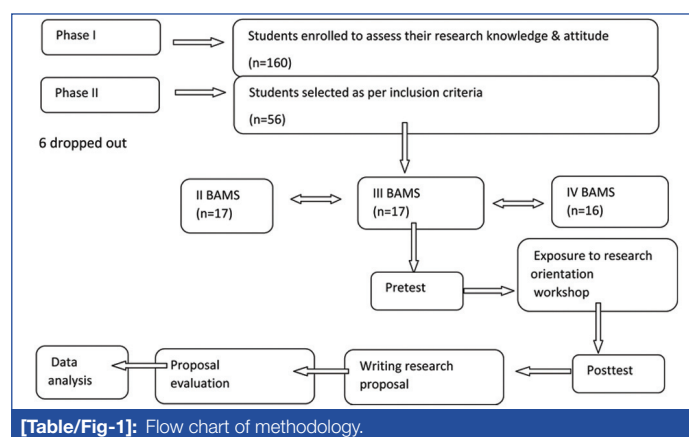 Phase I
Students enrolled to assess their research knowledge & attitude
(n=160)
Phase II
Students selected as per inclusion criteria
(n=56)
6 dropped out
II BAMS
(n=17)
III BAMS
(n=17)
IV BAMS
(n=16)
Pretest
Exposure to research
orientation
workshop
Data
analysis
Proposal
evaluation
Writing research
proposal
Posttest
[Table/Fig-1]: Flow chart of methodology.